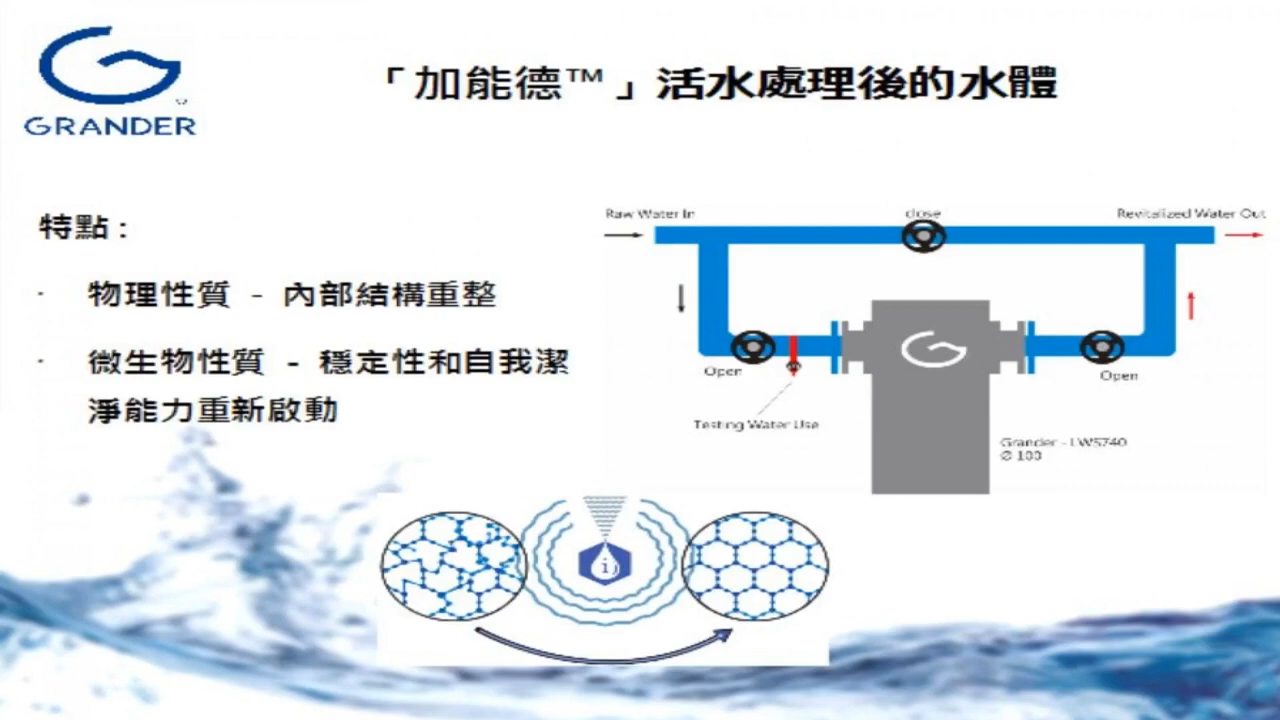 GRANDER
「加能德™」活水處理後的水體
特點:
· 物理性質 - 內部結構重整
· 微生物性質 - 穩定性和自我潔
淨能力重新啟動
Raw Water In
close
Revitalized Water Out
Open
Open
Testing Water Use
Grander - LWS740
Ø 100
i